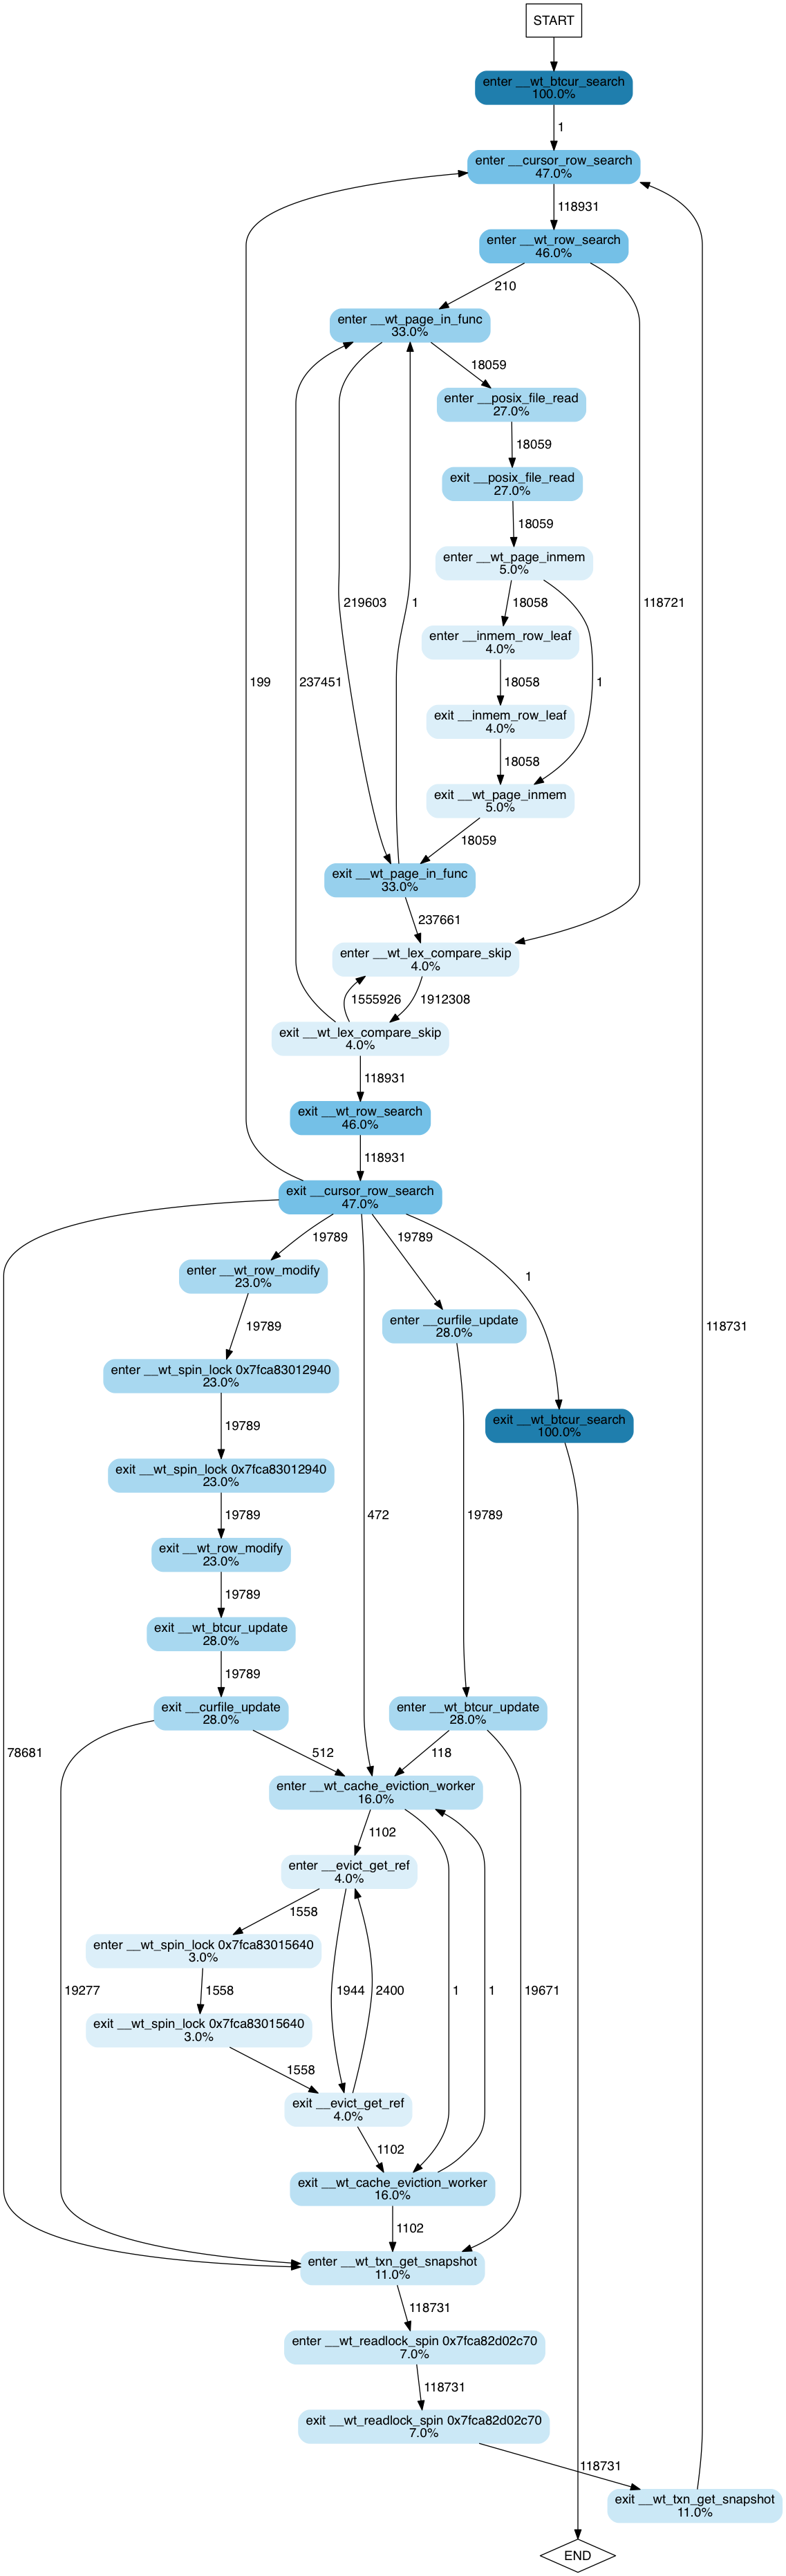 START
enter __wt_btcur_search
100.0%
1
enter __cursor_row_search
47.0%
118931
enter __wt_row_search
46.0%
210
enter __wt_page_in_func
33.0%
18059
enter __posix_file_read
27.0%
18059
exit __posix_file_read
27.0%
18059
enter __wt_page_inmem
5.0%
219603
1
18058
118721
enter __inmem_row_leaf
4.0%
199
237451
18058
1
exit __inmem_row_leaf
4.0%
18058
exit __wt_page_inmem
5.0%
18059
exit __wt_page_in_func
33.0%
237661
enter __wt_lex_compare_skip
4.0%
1555926
1912308
exit __wt_lex_compare_skip
4.0%
118931
exit __wt_row_search
46.0%
118931
exit __cursor_row_search
47.0%
19789
19789
1
enter __wt_row_modify
23.0%
enter __curfile_update
28.0%
118731
19789
enter __wt_spin_lock 0x7fca83012940
23.0%
exit __wt_btcur_search
100.0%
19789
exit __wt_spin_lock 0x7fca83012940
23.0%
19789
472
19789
exit __wt_row_modify
23.0%
19789
exit __wt_btcur_update
28.0%
19789
exit __curfile_update
28.0%
enter __wt_btcur_update
28.0%
78681
512
118
enter __wt_cache_eviction_worker
16.0%
1102
enter __evict_get_ref
4.0%
1558
enter __wt_spin_lock 0x7fca83015640
3.0%
19277
1558
1944
2400
1
1
19671
exit __wt_spin_lock 0x7fca83015640
3.0%
1558
exit __evict_get_ref
4.0%
1102
exit __wt_cache_eviction_worker
16.0%
1102
enter __wt_txn_get_snapshot
11.0%
118731
enter __wt_readlock_spin 0x7fca82d02c70
7.0%
118731
exit __wt_readlock_spin 0x7fca82d02c70
7.0%
118731
exit __wt_txn_get_snapshot
11.0%
END